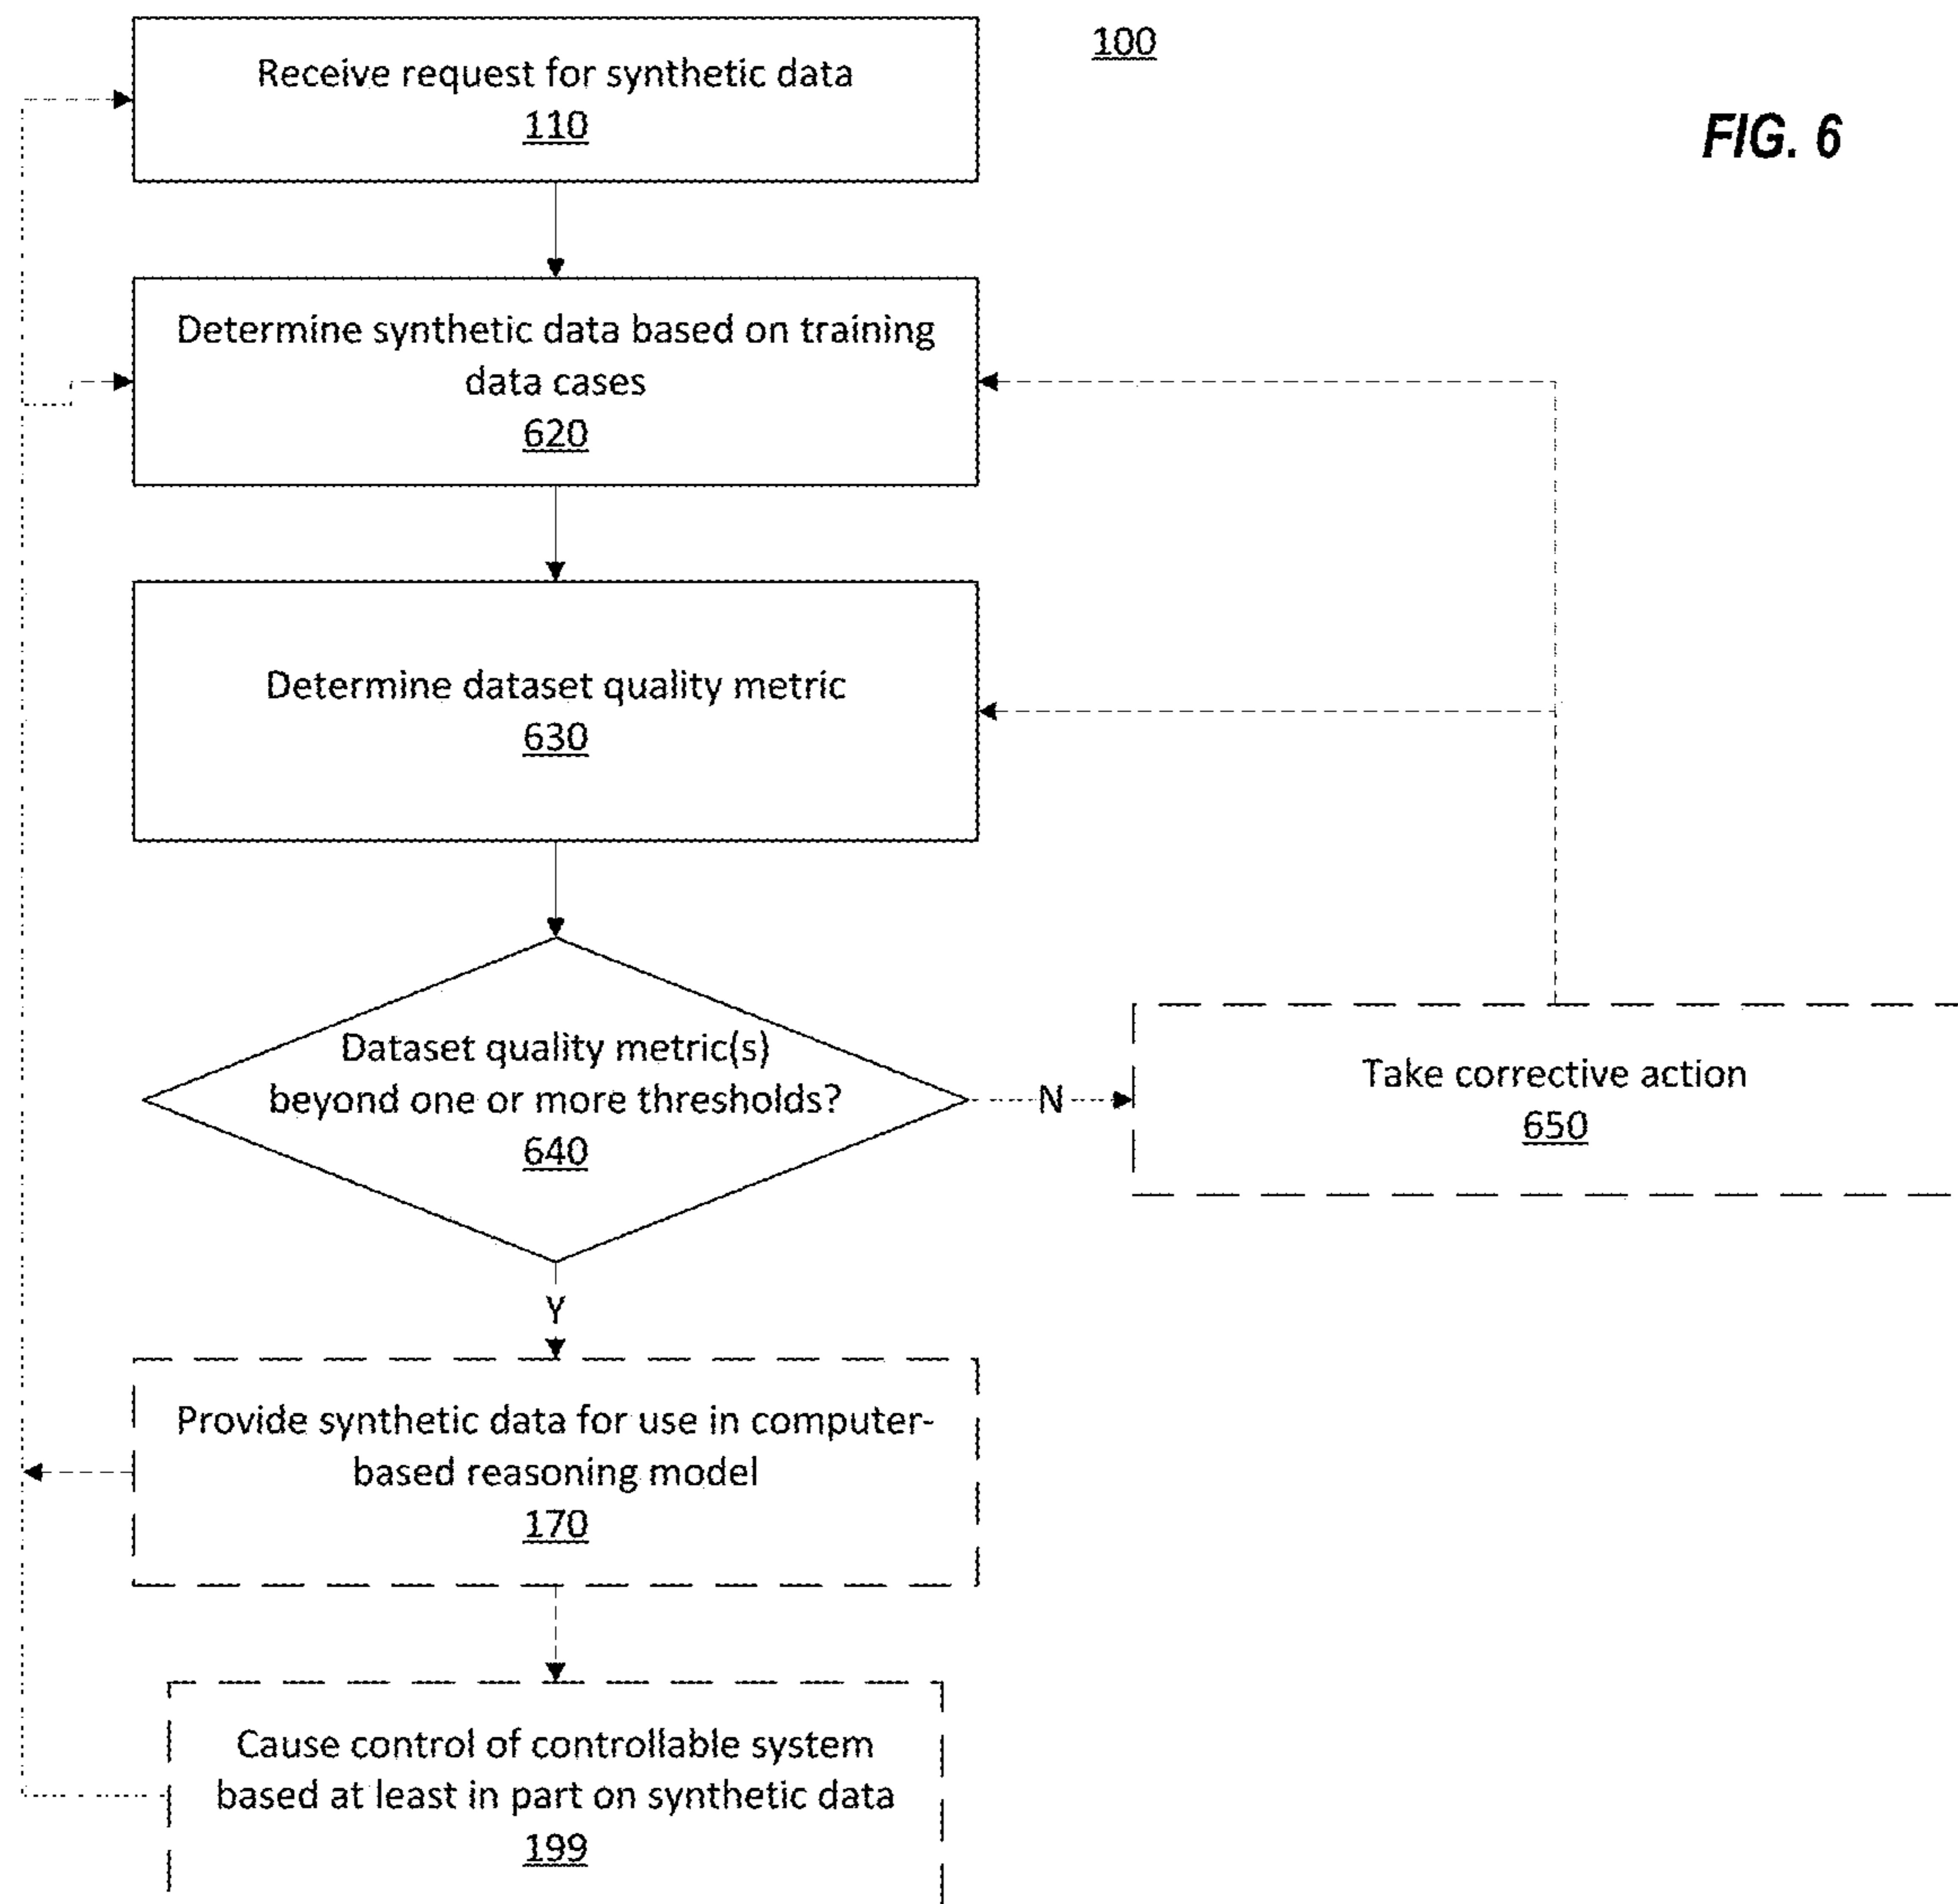 100
FIG. 6
Receive request for synthetic data
110
Determine synthetic data based on training
data cases
620
Determine dataset quality metric
630
Dataset quality metric(s)
beyond one or more thresholds?
640
N
Take corrective action
650
Y
Provide synthetic data for use in computer-
based reasoning model
170
Cause control of controllable system
based at least in part on synthetic data
199